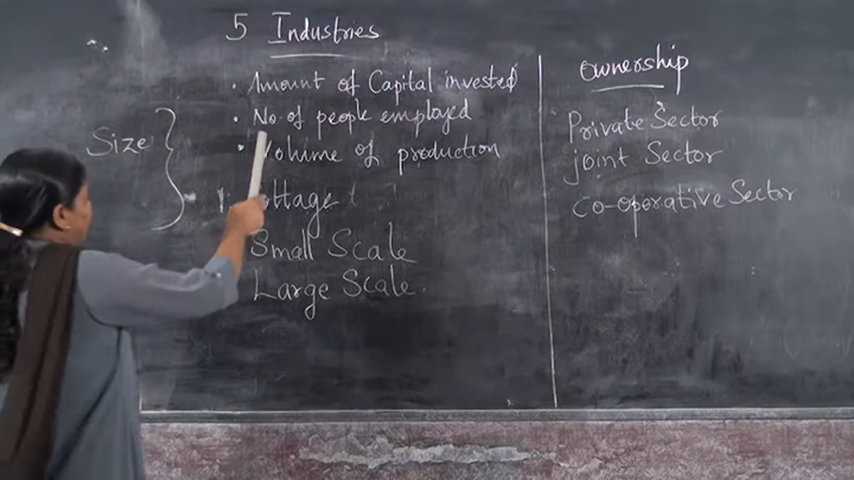 5 Industries
• Amount of Capital invested
• No. of people employed
• Volume of production
Size
Cottage
Small Scale
Large Scale.
Ownership
Private Sector
joint Sector
co-operative Sector